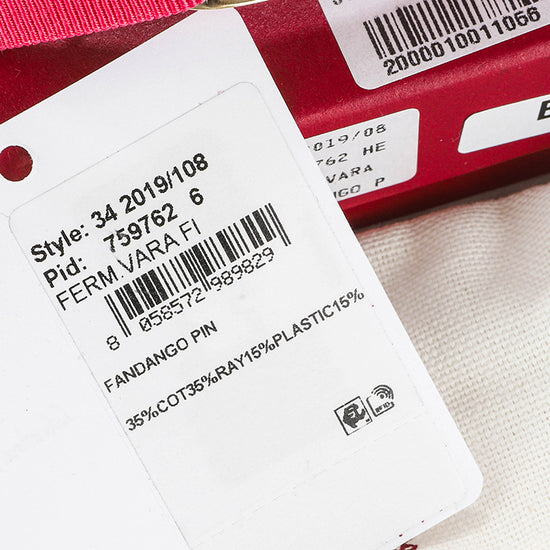 2000010011066
019/08
762 HE
VARA
NGO P
Style: 34 2019/108
Pid: 759762 6
FERM.VARA FI
8 058572 989829
FANDANGO PIN
35%COT35%RAY15%PLASTIC15%